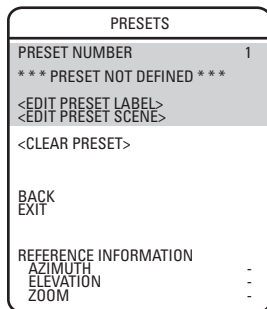 PRESETS
PRESET NUMBER 1
* * * PRESET NOT DEFINED * * *
<EDIT PRESET LABEL>
<EDIT PRESET SCENE>
<CLEAR PRESET>
BACK
EXIT
REFERENCE INFORMATION
AZIMUTH -
ELEVATION -
ZOOM -